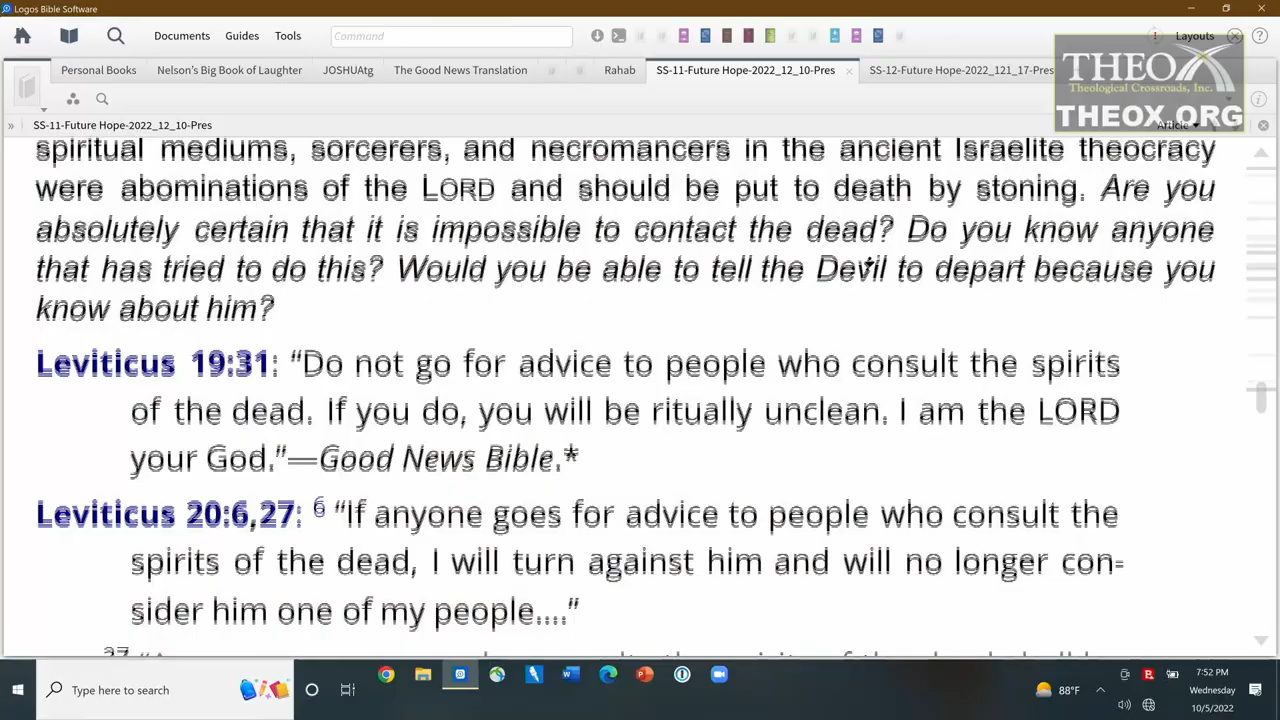 Logos Bible Software
Documents Guides Tools Command Layouts
Personal Books Nelson's Big Book of Laughter JOSHUAtg The Good News Translation Rahab SS-11-Future Hope-2022_12_10-Pres SS-12-Future Hope-2022_121_17-Pres
THEOX
Theological Crossroads, Inc.
THEOX.ORG
SS-11-Future Hope-2022_12_10-Pres Article
spiritual mediums, sorcerers, and necromancers in the ancient Israelite theocracy
were abominations of the LORD and should be put to death by stoning. Are you
absolutely certain that it is impossible to contact the dead? Do you know anyone
that has tried to do this? Would you be able to tell the Devil to depart because you
know about him?
Leviticus 19:31: “Do not go for advice to people who consult the spirits
of the dead. If you do, you will be ritually unclean. I am the LORD
your God.”—Good News Bible.*
Leviticus 20:6,27: 6 “If anyone goes for advice to people who consult the
spirits of the dead, I will turn against him and will no longer con-
sider him one of my people....”
27
Type here to search
88°F
7:52 PM
Wednesday
10/5/2022